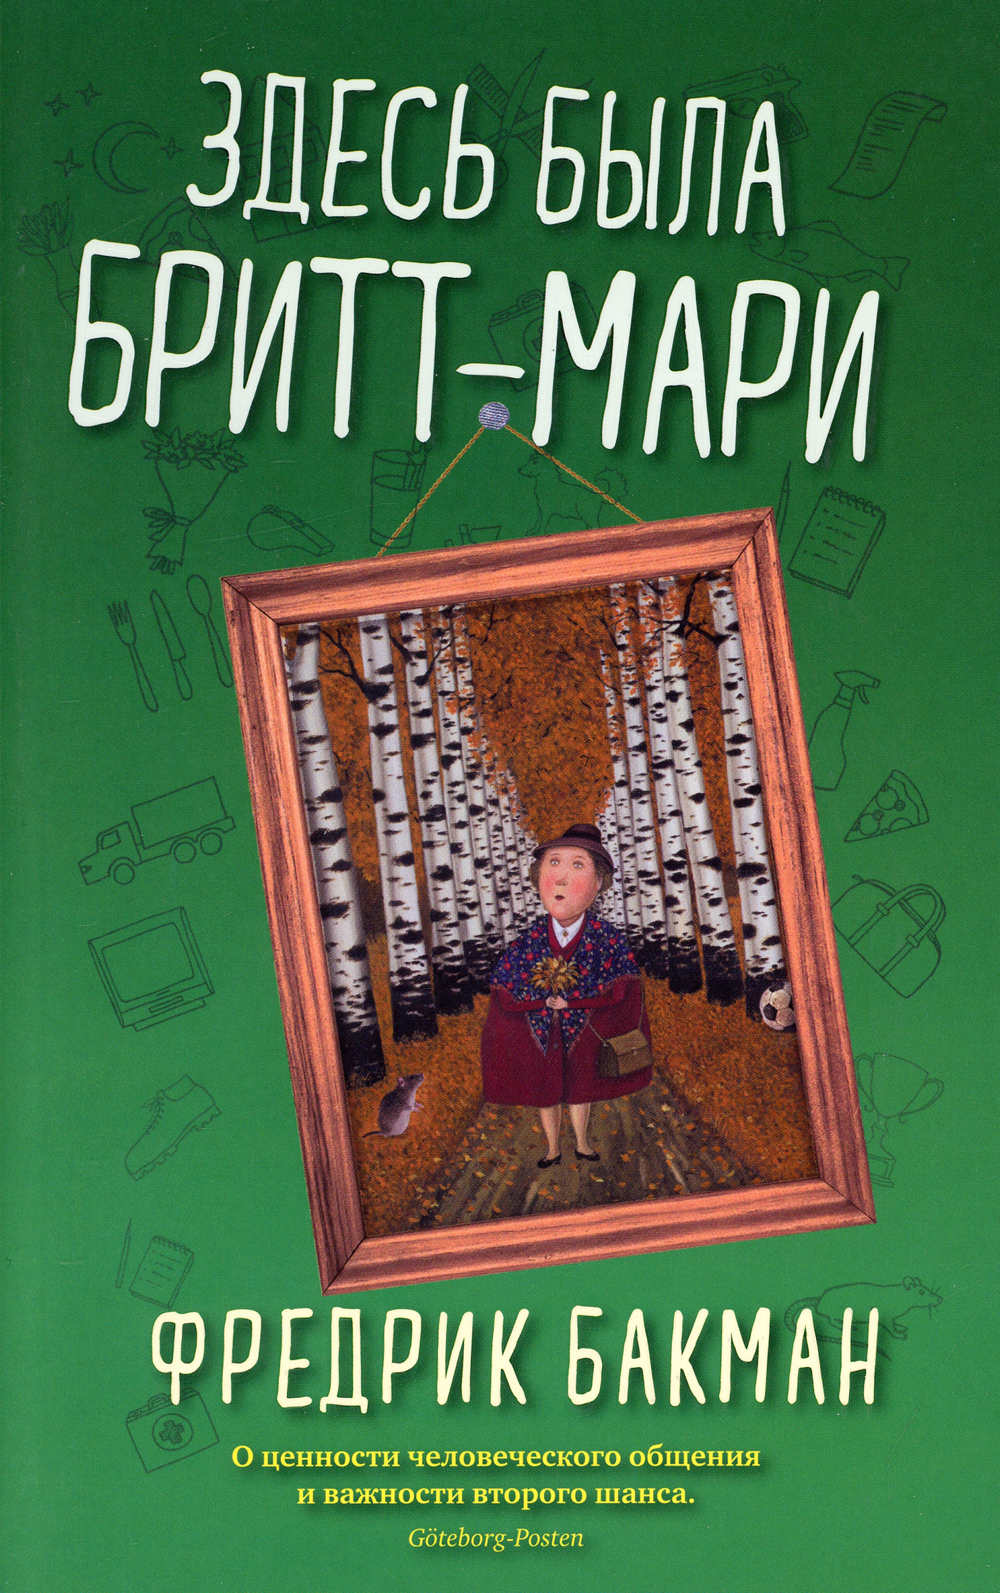 ЗДЕСЬ БЫЛА
БРИТТ-МАРИ
ФРЕДРИК БАКМАН
О ценности человеческого общения
и важности второго шанса.
Göteborg-Posten